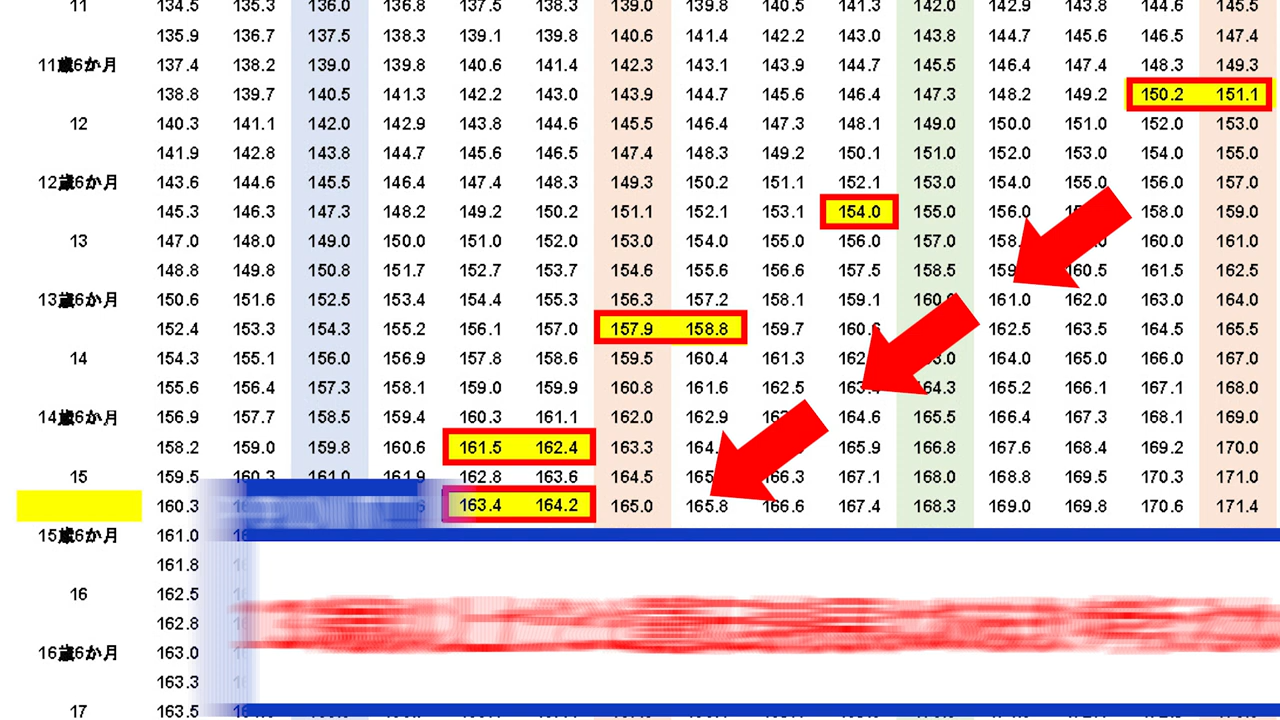 11 134.5 135.3 136.0 136.8 137.5 138.3 139.0 139.8 140.5 141.3 142.0 142.9 143.8 144.6 145.5
135.9 136.7 137.5 138.3 139.1 139.8 140.6 141.4 142.2 143.0 143.8 144.7 145.6 146.5 147.4
11歳6か月 137.4 138.2 139.0 139.8 140.6 141.4 142.3 143.1 143.9 144.7 145.5 146.4 147.4 148.3 149.3
138.8 139.7 140.5 141.3 142.2 143.0 143.9 144.7 145.6 146.4 147.3 148.2 149.2 150.2 151.1
12 140.3 141.1 142.0 142.9 143.8 144.6 145.5 146.4 147.3 148.1 149.0 150.0 151.0 152.0 153.0
141.9 142.8 143.8 144.7 145.6 146.5 147.4 148.3 149.2 150.1 151.0 152.0 153.0 154.0 155.0
12歳6か月 143.6 144.6 145.5 146.4 147.4 148.3 149.3 150.2 151.1 152.1 153.0 154.0 155.0 156.0 157.0
145.3 146.3 147.3 148.2 149.2 150.2 151.1 152.1 153.1 154.0 155.0 156.0 158.0 159.0
13 147.0 148.0 149.0 150.0 151.0 152.0 153.0 154.0 155.0 156.0 157.0 160.0 161.0
148.8 149.8 150.8 151.7 152.7 153.7 154.6 155.6 156.6 157.5 158.5 160.5 161.5 162.5
13歳6か月 150.6 151.6 152.5 153.4 154.4 155.3 156.3 157.2 158.1 159.1 161.0 162.0 163.0 164.0
152.4 153.3 154.3 155.2 156.1 157.0 157.9 158.8 159.7 162.5 163.5 164.5 165.5
14 154.3 155.1 156.0 156.9 157.8 158.6 159.5 160.4 161.3 164.0 165.0 166.0 167.0
155.6 156.4 157.3 158.1 159.0 159.9 160.8 161.6 162.5 164.3 165.2 166.1 167.1 168.0
14歳6か月 156.9 157.7 158.5 159.4 160.3 161.1 162.0 162.9 164.6 165.5 166.4 167.3 168.1 169.0
158.2 159.0 159.8 160.6 161.5 162.4 163.3 165.9 166.8 167.6 168.4 169.2 170.0
15 159.5 160.3 161.0 161.9 162.8 163.6 164.5 166.3 167.1 168.0 168.8 169.5 170.3 171.0
160.3 163.4 164.2 165.0 165.8 166.6 167.4 168.3 169.0 169.8 170.6 171.4
15歳6か月 161.0
161.8
16 162.5
162.8
16歳6か月 163.0
163.3
17 163.5